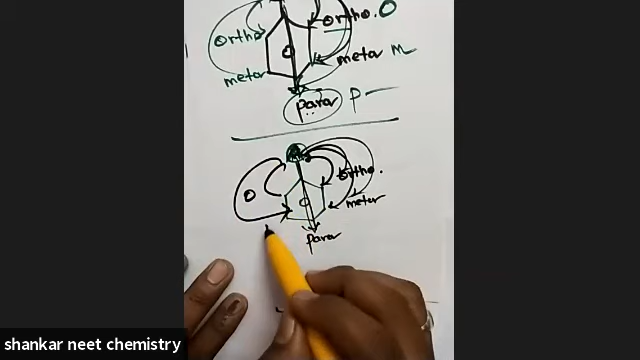 ortho. O
ortho
meta M
meta
para P
O
ortho.
meta
para
shankar neet chemistry